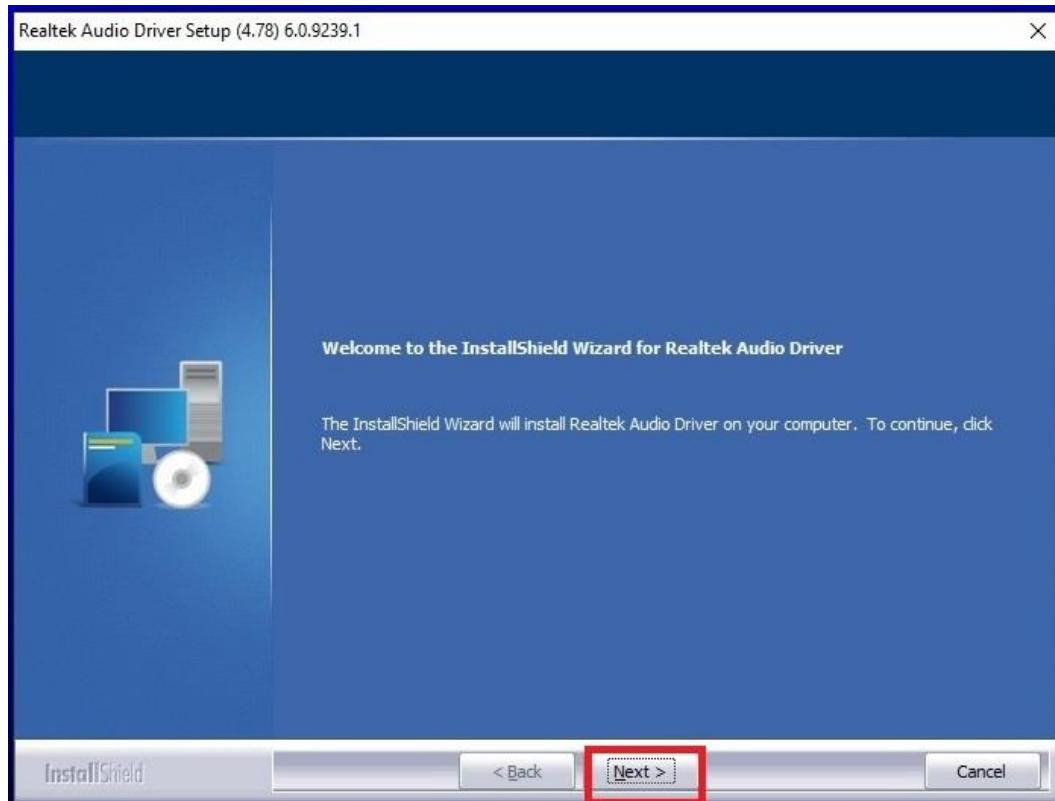 Realtek Audio Driver Setup (4.78) 6.0.9239.1
Welcome to the InstallShield Wizard for Realtek Audio Driver
The InstallShield Wizard will install Realtek Audio Driver on your computer. To continue, click
Next.
InstallShield
< Back
Next >
Cancel